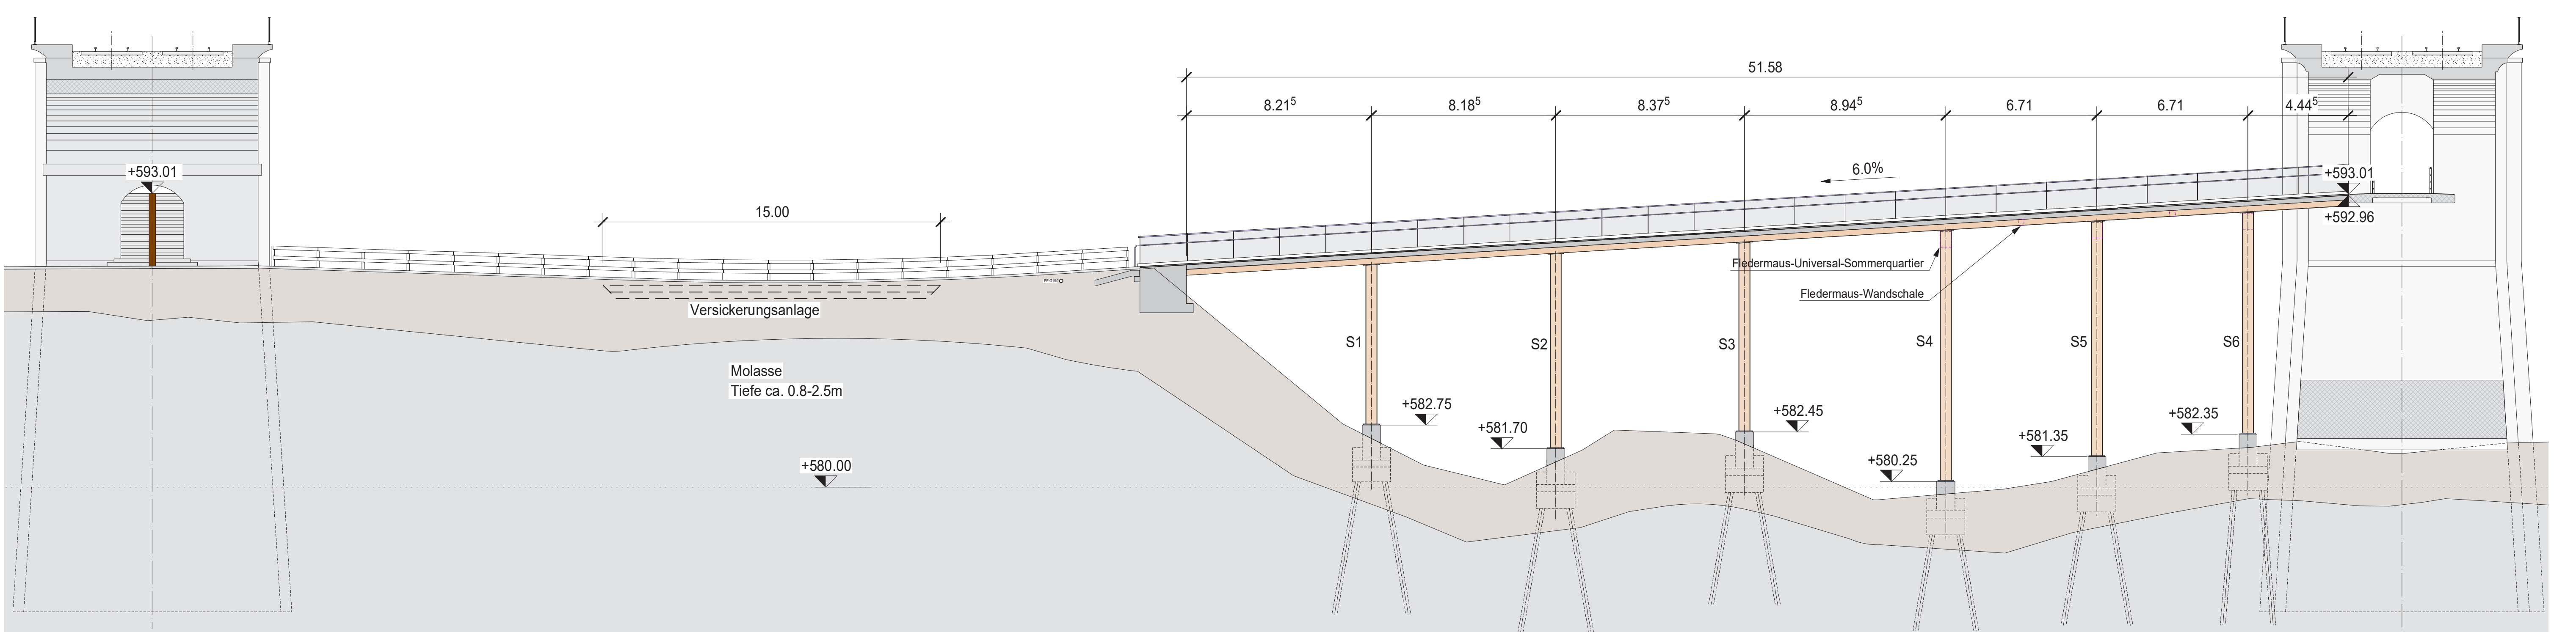 51.58
8.21⁵
8.18⁵
8.37⁵
8.94⁵
6.71
6.71
4.44⁵
+593.01
6.0%
+593.01
+592.96
15.00
Fledermaus-Universal-Sommerquartier
Fledermaus-Wandschale
Versickerungsanlage
S1
S2
S3
S4
S5
S6
Molasse
Tiefe ca. 0.8-2.5m
+582.75
+581.70
+582.45
+580.25
+581.35
+582.35
+580.00